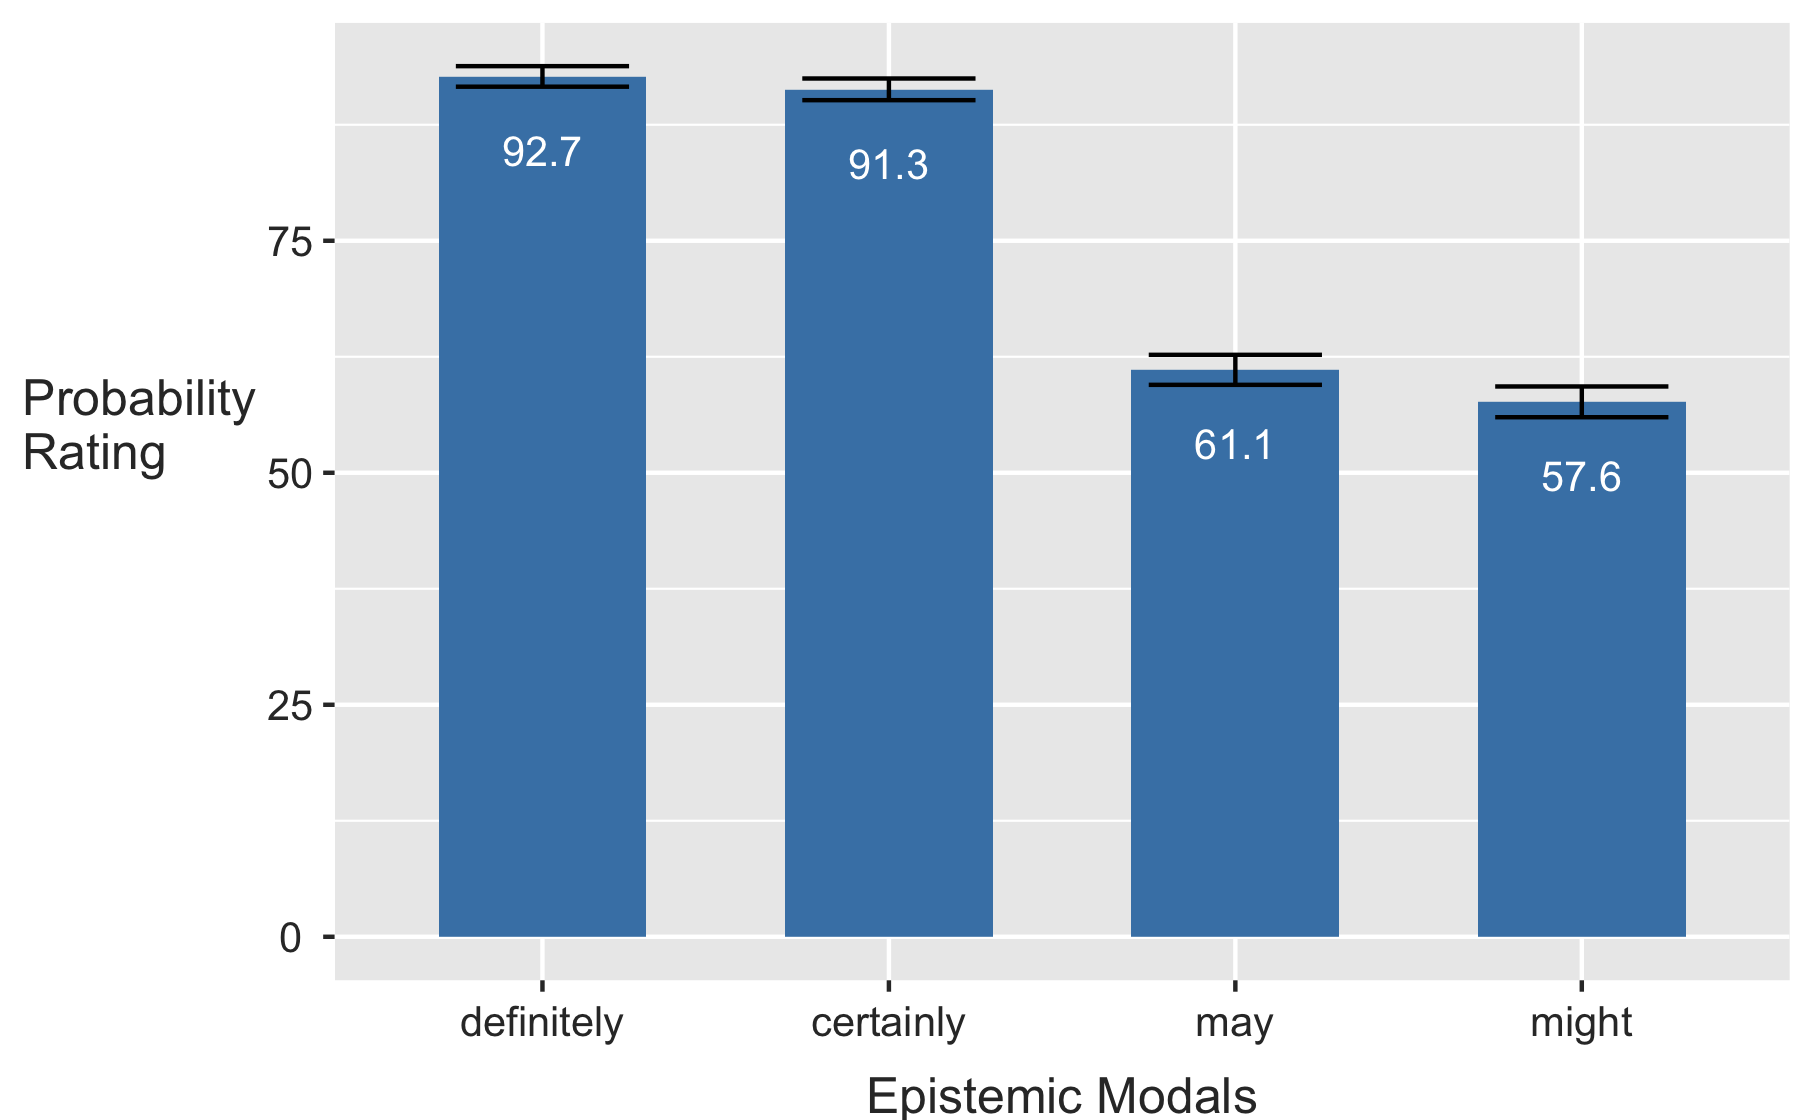 92.7
91.3
75
Probability
Rating
61.1
50
57.6
25
0
definitely certainly may might
Epistemic Modals